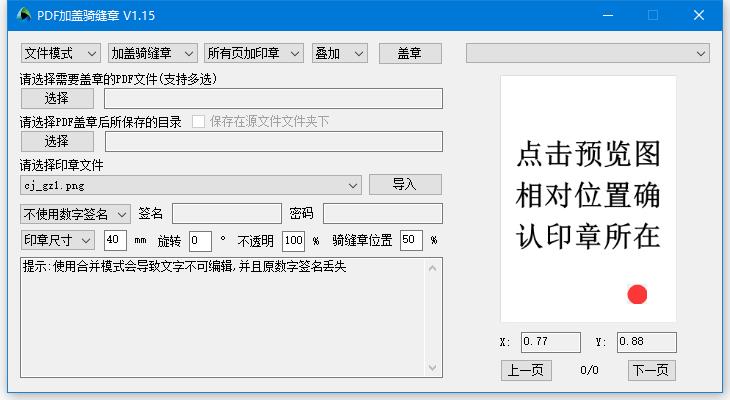 PDF加盖骑缝章 V1.15
文件模式 加盖骑缝章 所有页加印章 叠加 盖章
请选择需要盖章的PDF文件(支持多选)
选择
请选择PDF盖章后所保存的目录 保存在源文件文件夹下
选择
请选择印章文件
cj_gz1.png 导入
不使用数字签名 签名 密码
印章尺寸 40 mm 旋转 0 ° 不透明 100 % 骑缝章位置 50 %
提示:使用合并模式会导致文字不可编辑,并且原数字签名丢失
点击预览图
相对位置确
认印章所在
X: 0.77 Y: 0.88
上一页 0/0 下一页